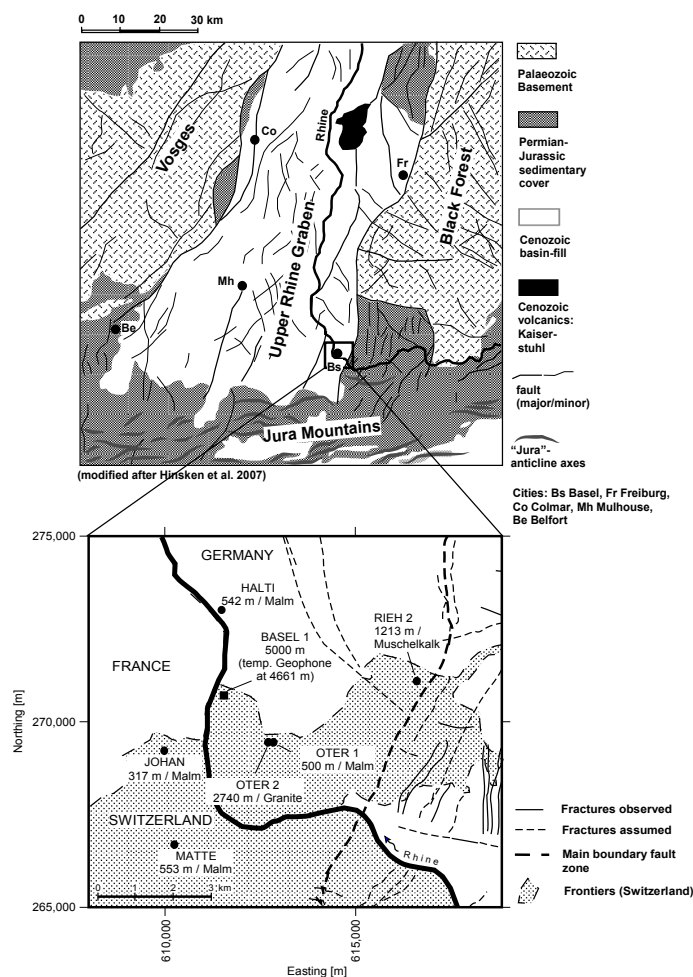 0 10 20 30 km
Palaeozoic
Basement
Permian-
Jurassic
sedimentary
cover
Cenozoic
basin-fill
Cenozoic
volcanics:
Kaiser-
stuhl
fault
(major/minor)
"Jura"-
anticline axes
Cities: Bs Basel, Fr Freiburg,
Co Colmar, Mh Mulhouse,
Be Belfort
Vosges
Co
Rhine
Fr
Black Forest
Upper Rhine Graben
Mh
Be
Bs
Jura Mountains
(modified after Hinsken et al. 2007)
275,000
270,000
265,000
Northing [m]
GERMANY
HALTI
542 m / Malm
BASEL 1
5000 m
(temp. Geophone
at 4661 m)
RIEH 2
1213 m /
Muschelkalk
FRANCE
JOHAN
317 m / Malm
OTER 1
500 m / Malm
OTER 2
2740 m / Granite
SWITZERLAND
MATTE
553 m / Malm
0 1 2 3 km
Rhine
610,000
615,000
Easting [m]
Fractures observed
Fractures assumed
Main boundary fault
zone
Frontiers (Switzerland)